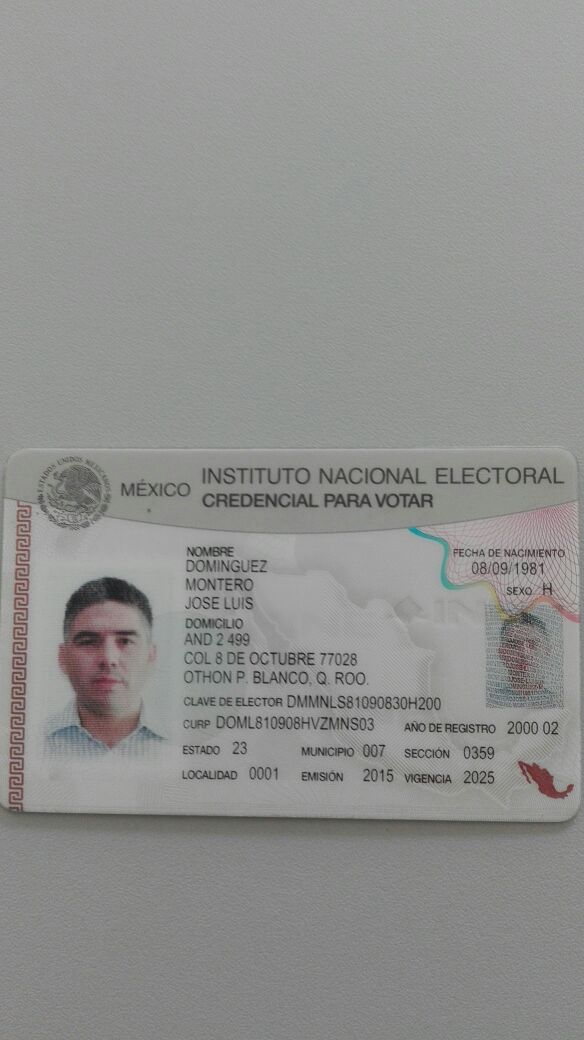 ESTADOS UNIDOS MEXICANOS
MÉXICO
INSTITUTO NACIONAL ELECTORAL
CREDENCIAL PARA VOTAR
NOMBRE
DOMINGUEZ
MONTERO
JOSE LUIS
FECHA DE NACIMIENTO
08/09/1981
SEXO H
DOMICILIO
AND 2 499
COL 8 DE OCTUBRE 77028
OTHON P. BLANCO, Q. ROO.
CLAVE DE ELECTOR DMMNLS81090830H200
CURP DOML810908HVZMNS03 AÑO DE REGISTRO 2000 02
ESTADO 23 MUNICIPIO 007 SECCIÓN 0359
LOCALIDAD 0001 EMISIÓN 2015 VIGENCIA 2025